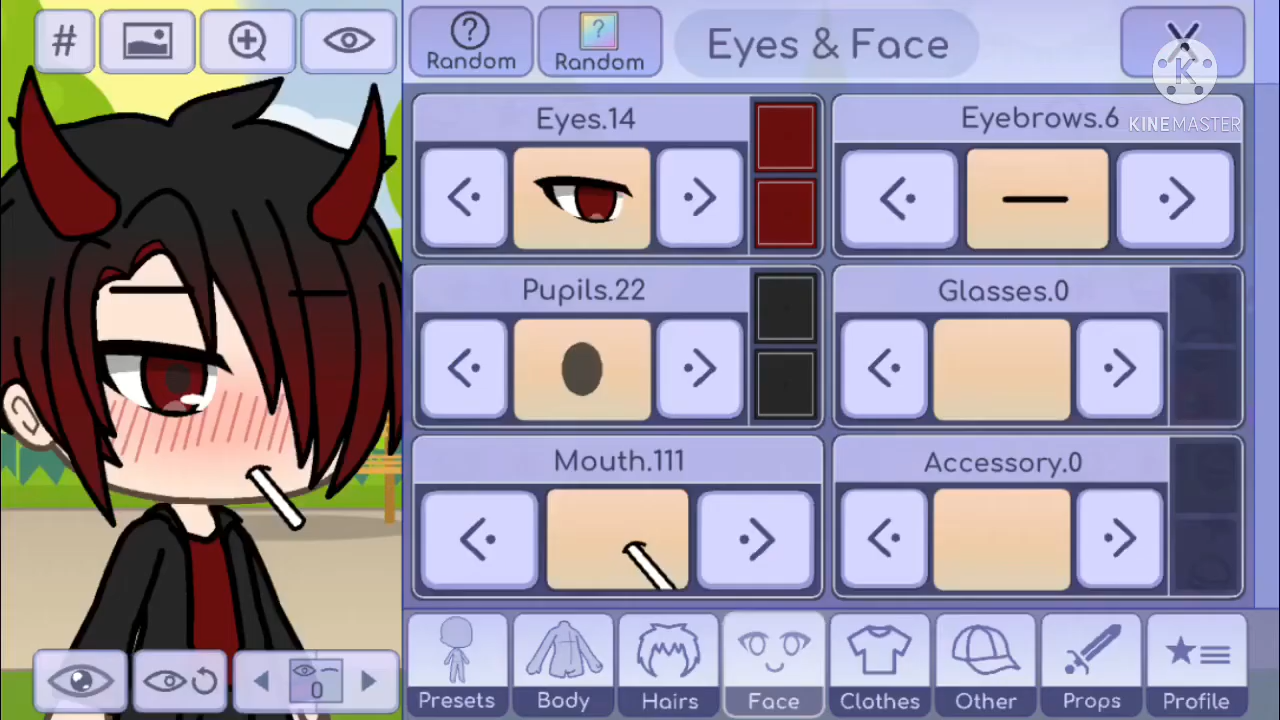 #
? Random
? Random
Eyes & Face
K
KINEMASTER
Eyes.14
Eyebrows.6
Pupils.22
Glasses.0
Mouth.111
Accessory.0
0
Presets
Body
Hairs
Face
Clothes
Other
Props
Profile